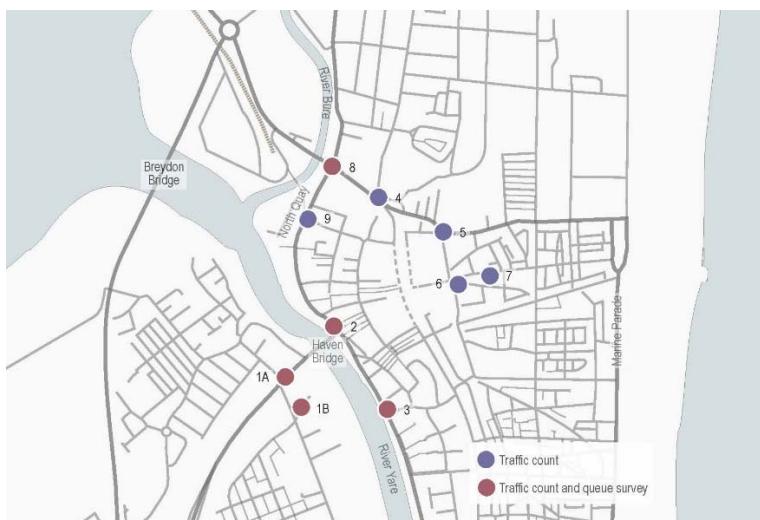 River Bure
Breydon
Bridge
8
4
North Quay
9
5
6
7
2
Haven
Bridge
Marine Parade
1A
1B
3
River Yare
Traffic count
Traffic count and queue survey